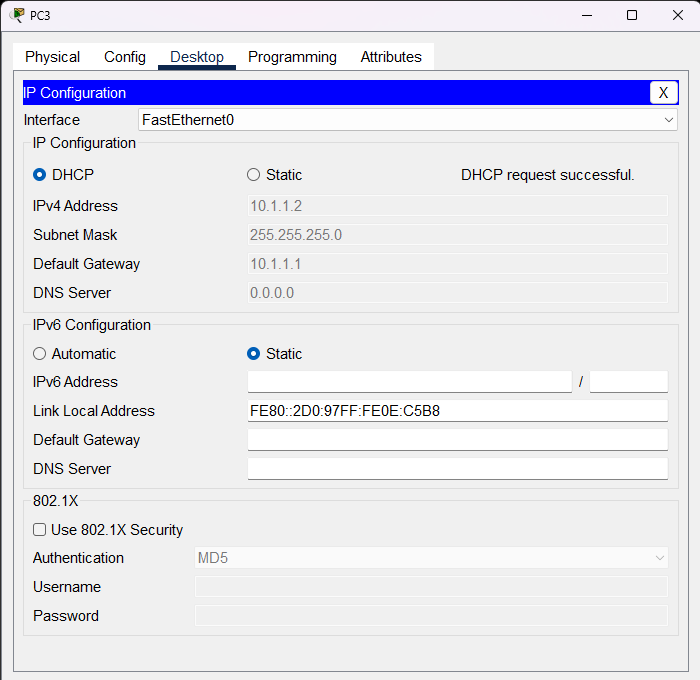 PC3
Physical Config Desktop Programming Attributes
IP Configuration X
Interface FastEthernet0
IP Configuration
DHCP Static DHCP request successful.
IPv4 Address 10.1.1.2
Subnet Mask 255.255.255.0
Default Gateway 10.1.1.1
DNS Server 0.0.0.0
IPv6 Configuration
Automatic Static
IPv6 Address /
Link Local Address FE80::2D0:97FF:FE0E:C5B8
Default Gateway
DNS Server
802.1X
Use 802.1X Security
Authentication MD5
Username
Password